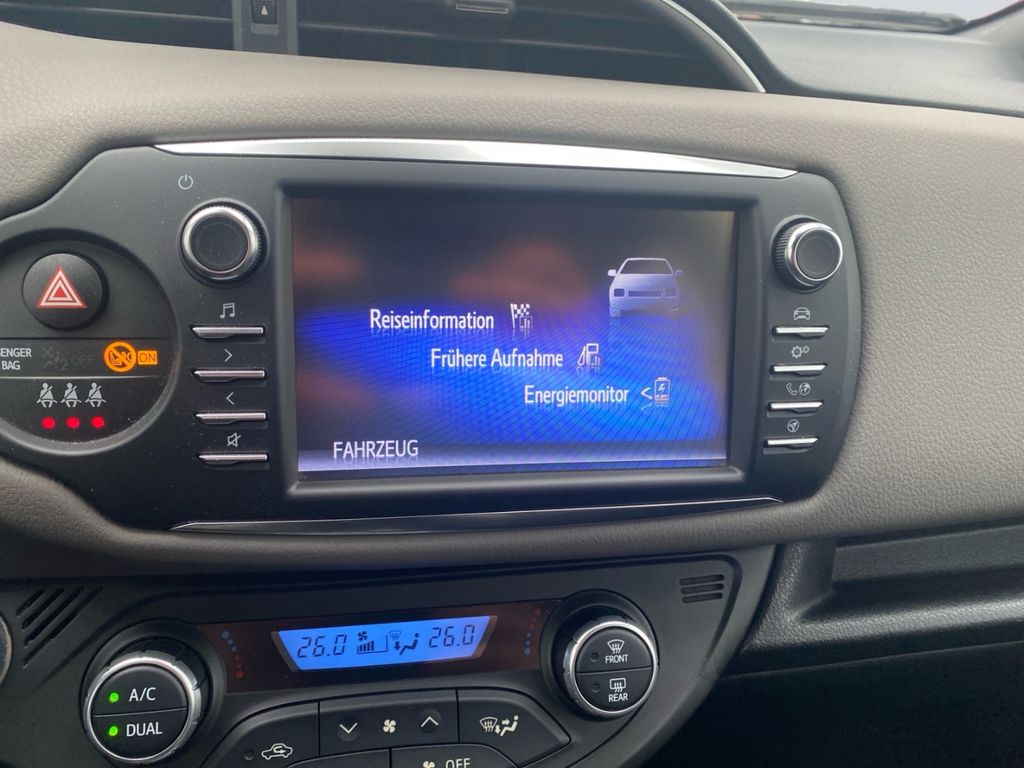 Reiseinformation
Frühere Aufnahme
Energiemonitor
FAHRZEUG
ENGER
BAG
OFF
ON
26.0
26.0
A/C
DUAL
FRONT
REAR
OFF